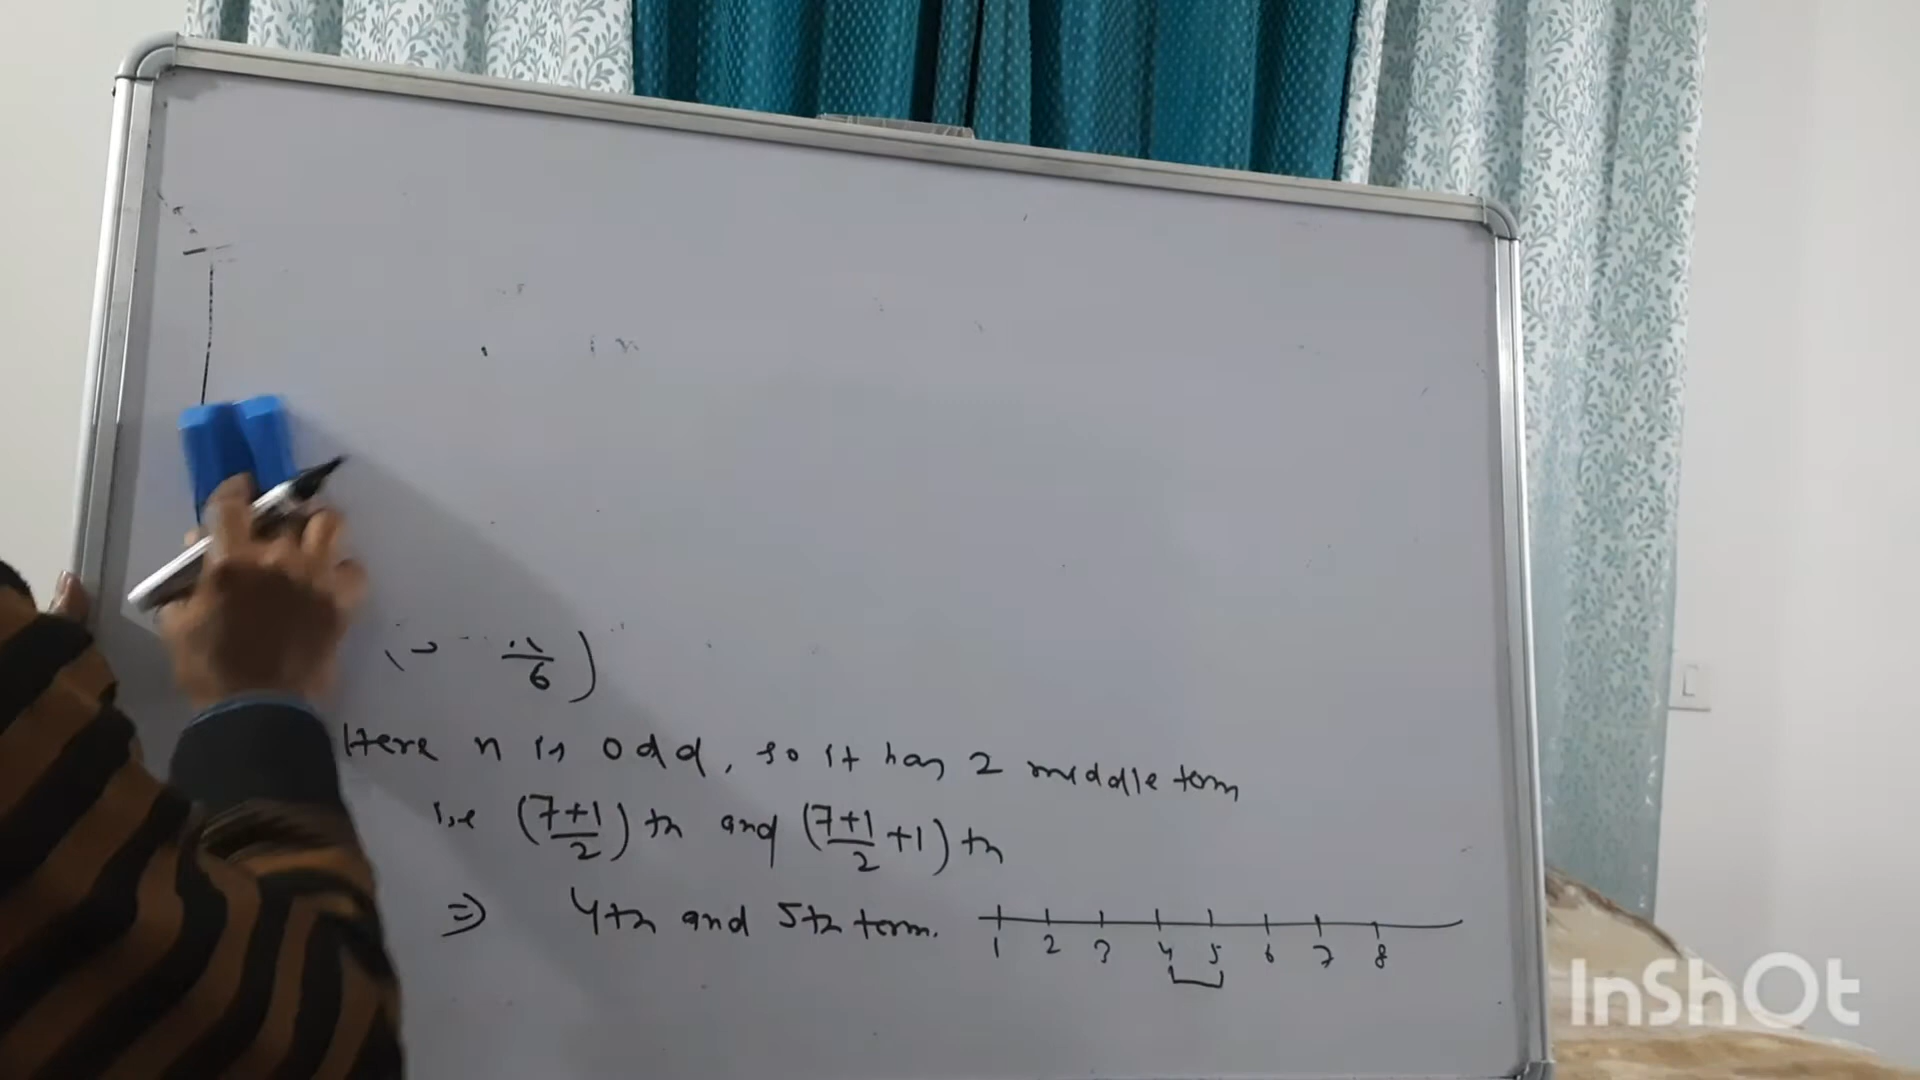 6 )
Here n is odd, so it has 2 middle term
i,e (7+1/2) th and (7+1/2 +1) th
⇒ 4th and 5th term.
1 2 3 4 5 6 7 8
InShOt